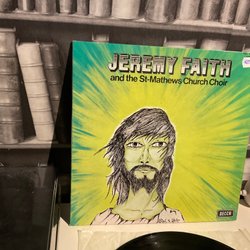 JEREMY FAITH
and the St-Mathews Church Choir
DECCA